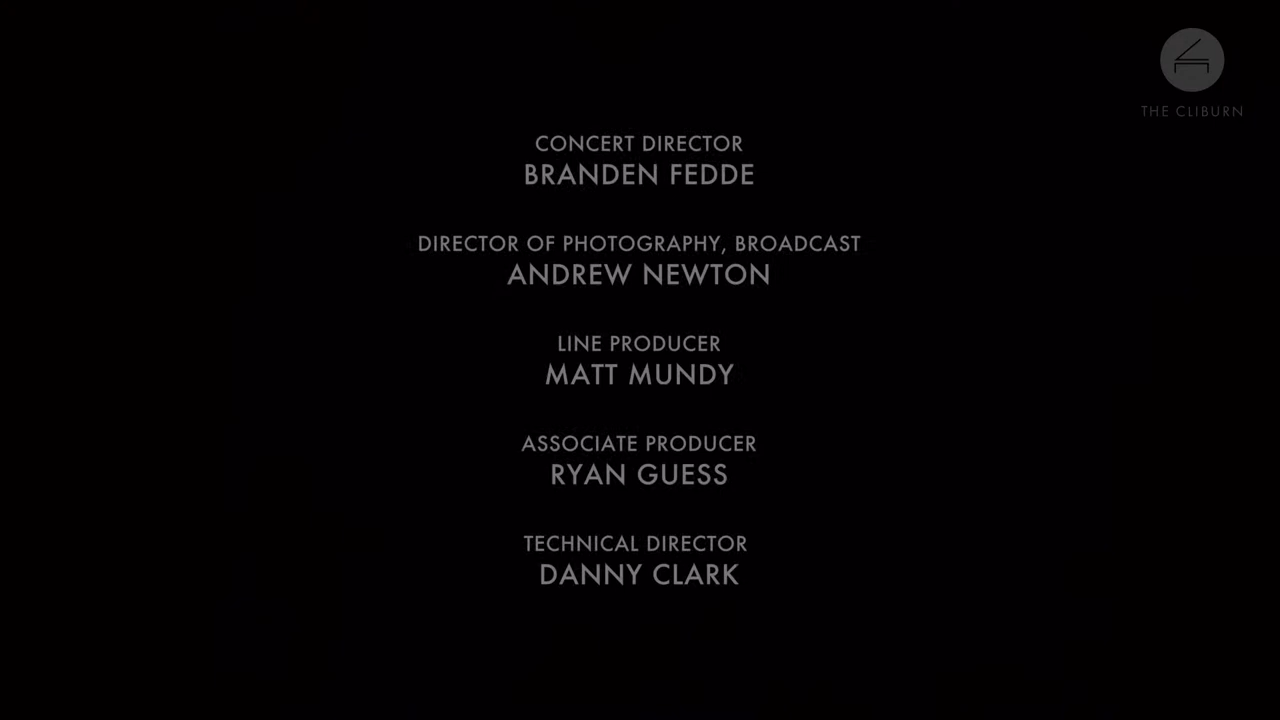 THE CLIBURN
CONCERT DIRECTOR
BRANDEN FEDDE
DIRECTOR OF PHOTOGRAPHY, BROADCAST
ANDREW NEWTON
LINE PRODUCER
MATT MUNDY
ASSOCIATE PRODUCER
RYAN GUESS
TECHNICAL DIRECTOR
DANNY CLARK